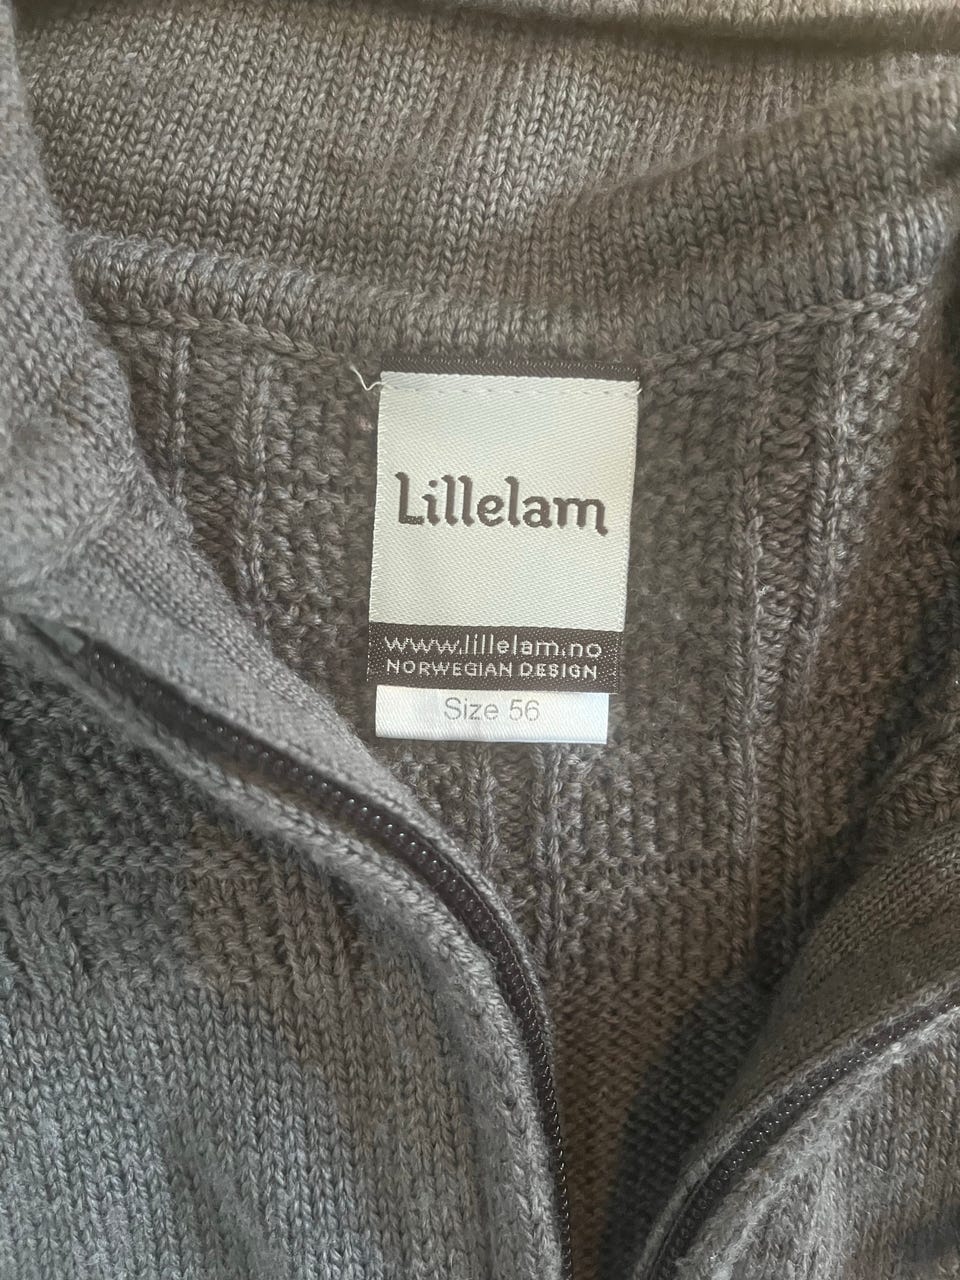 Lillelam
www.lillelam.no
NORWEGIAN DESIGN
Size 56